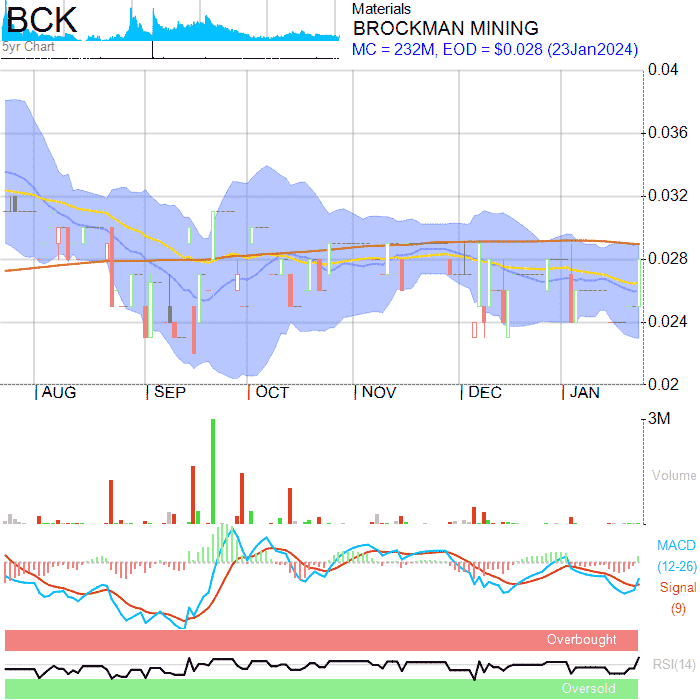 BCK
5yr Chart
Materials
BROCKMAN MINING
MC = 232M, EOD = $0.028 (23Jan2024)
0.04
0.036
0.032
0.028
0.024
0.02
AUG SEP OCT NOV DEC JAN
3M
Volume
MACD
(12-26)
Signal
(9)
Overbought
RSI(14)
Oversold